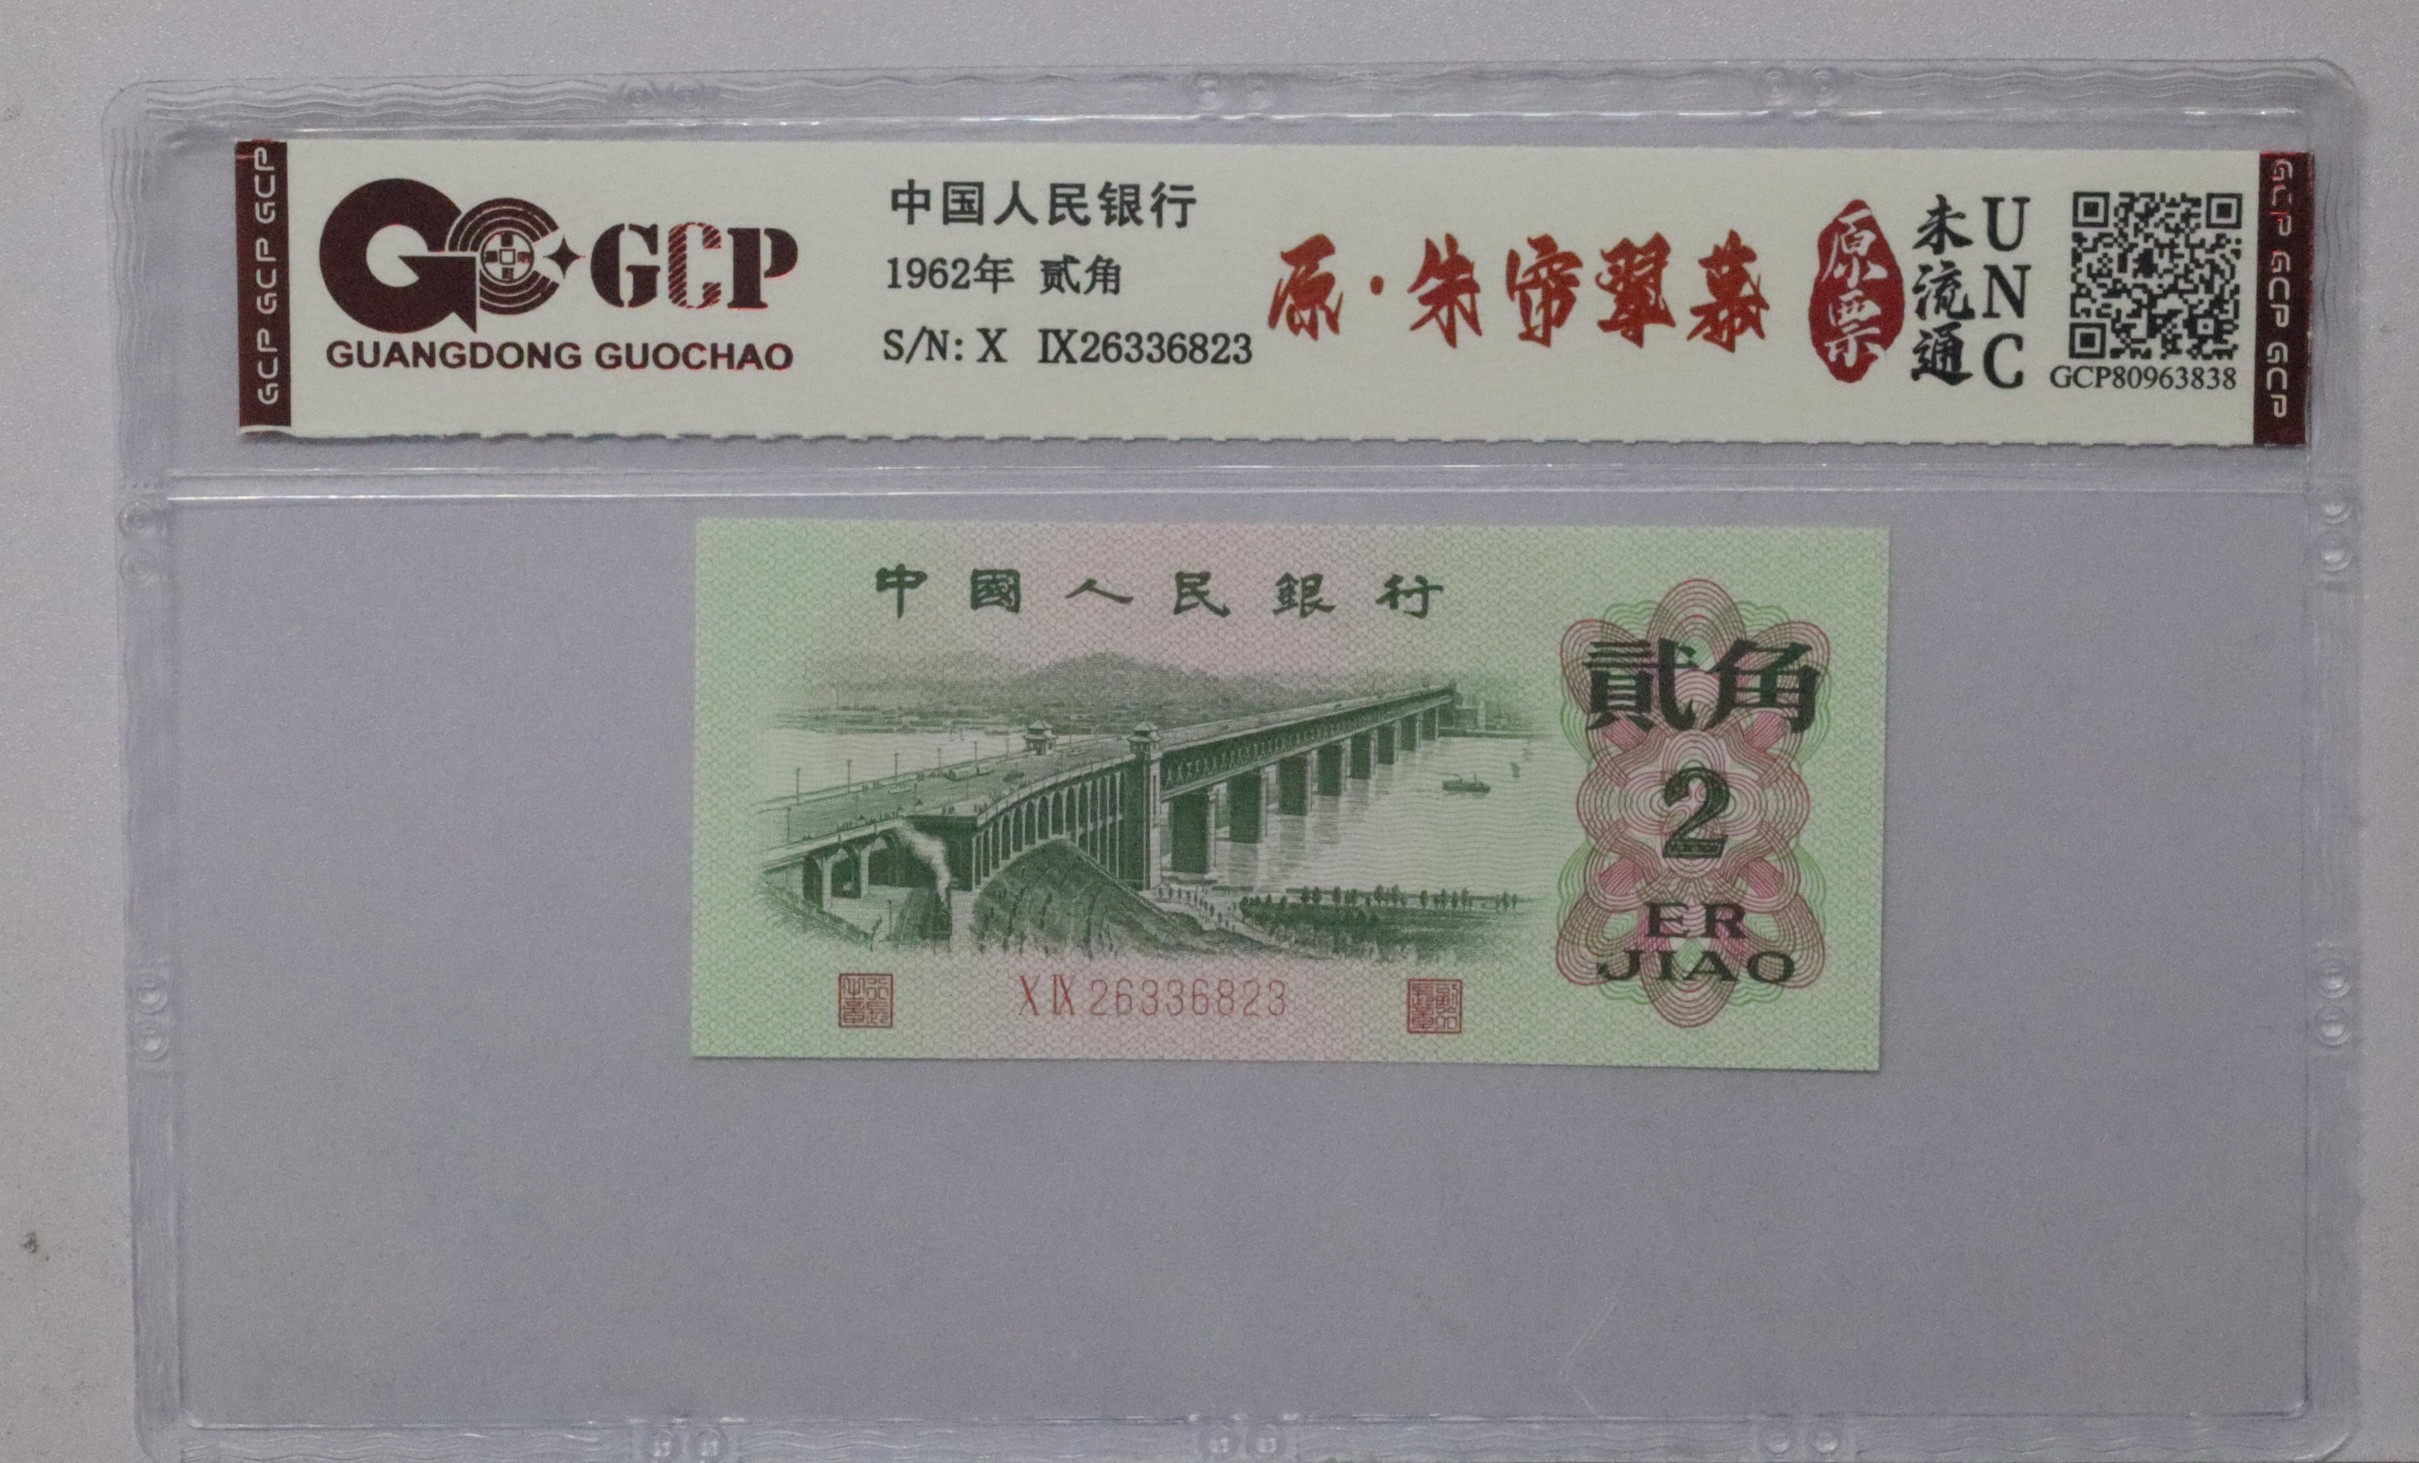 GCP GCP GCP
GCP
GUANGDONG GUOCHAO
中国人民银行
1962年 贰角
S/N: X Ⅸ26336823
原·朱帘翠幕
原票
未流通
UNC
GCP80963838
GCP GCP GCP
中國人民銀行
貳角
2
ER
JIAO
X Ⅸ 26336823